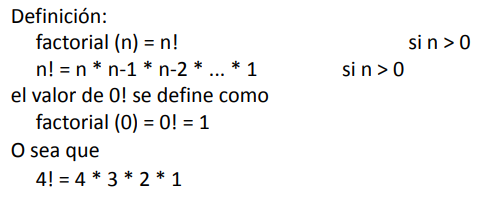 Definición:
factorial (n) = n! si n > 0
n! = n * n-1 * n-2 * ... * 1 si n > 0
el valor de 0! se define como
factorial (0) = 0! = 1
O sea que
4! = 4 * 3 * 2 * 1